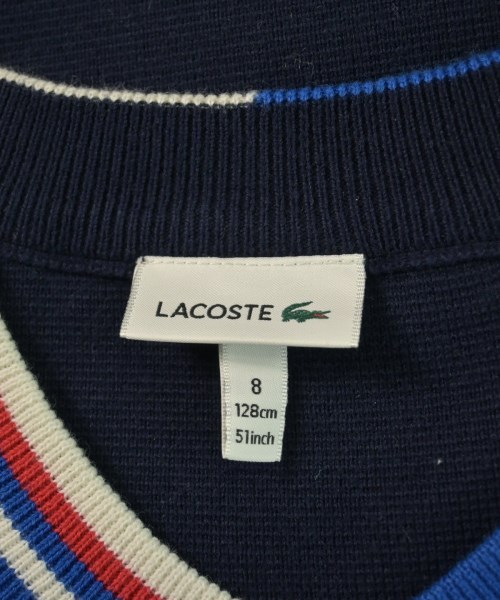 LACOSTE
8
128cm
51inch